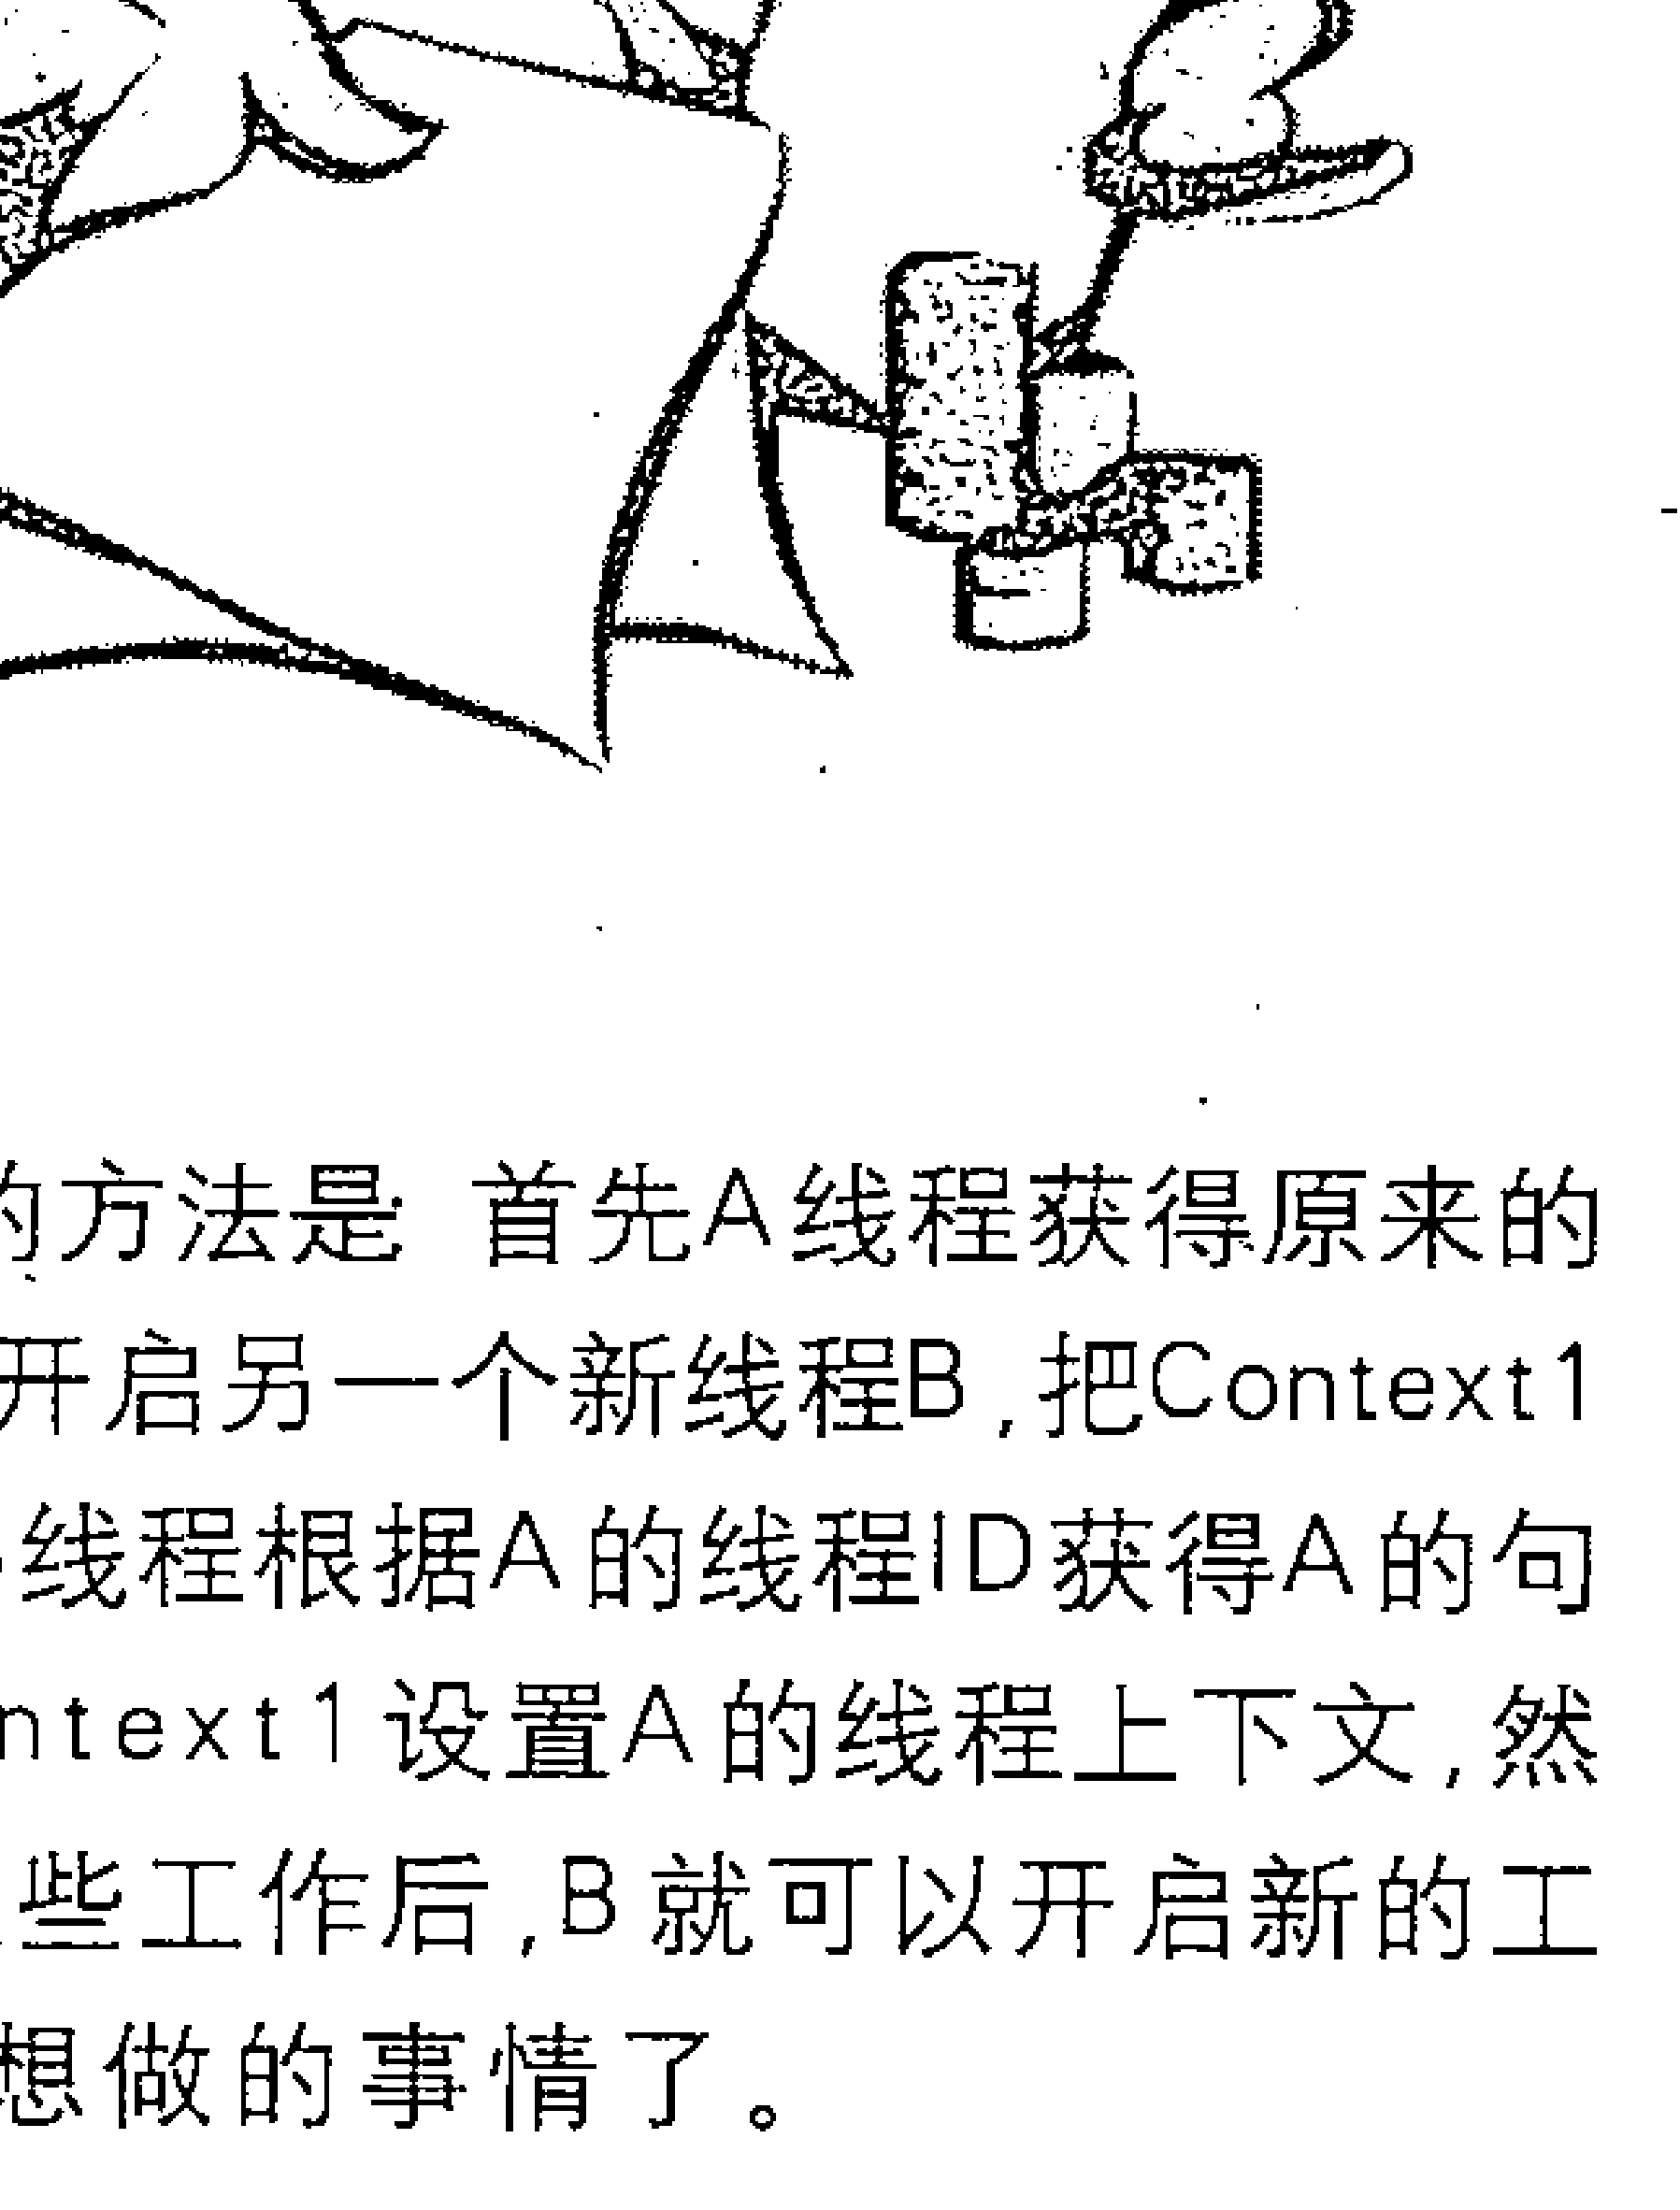 的方法是 首先A线程获得原来的
开启另一个新线程B,把Context1
线程根据A的线程ID获得A的句
ntext1设置A的线程上下文,然
些工作后,B就可以开启新的工
想做的事情了。